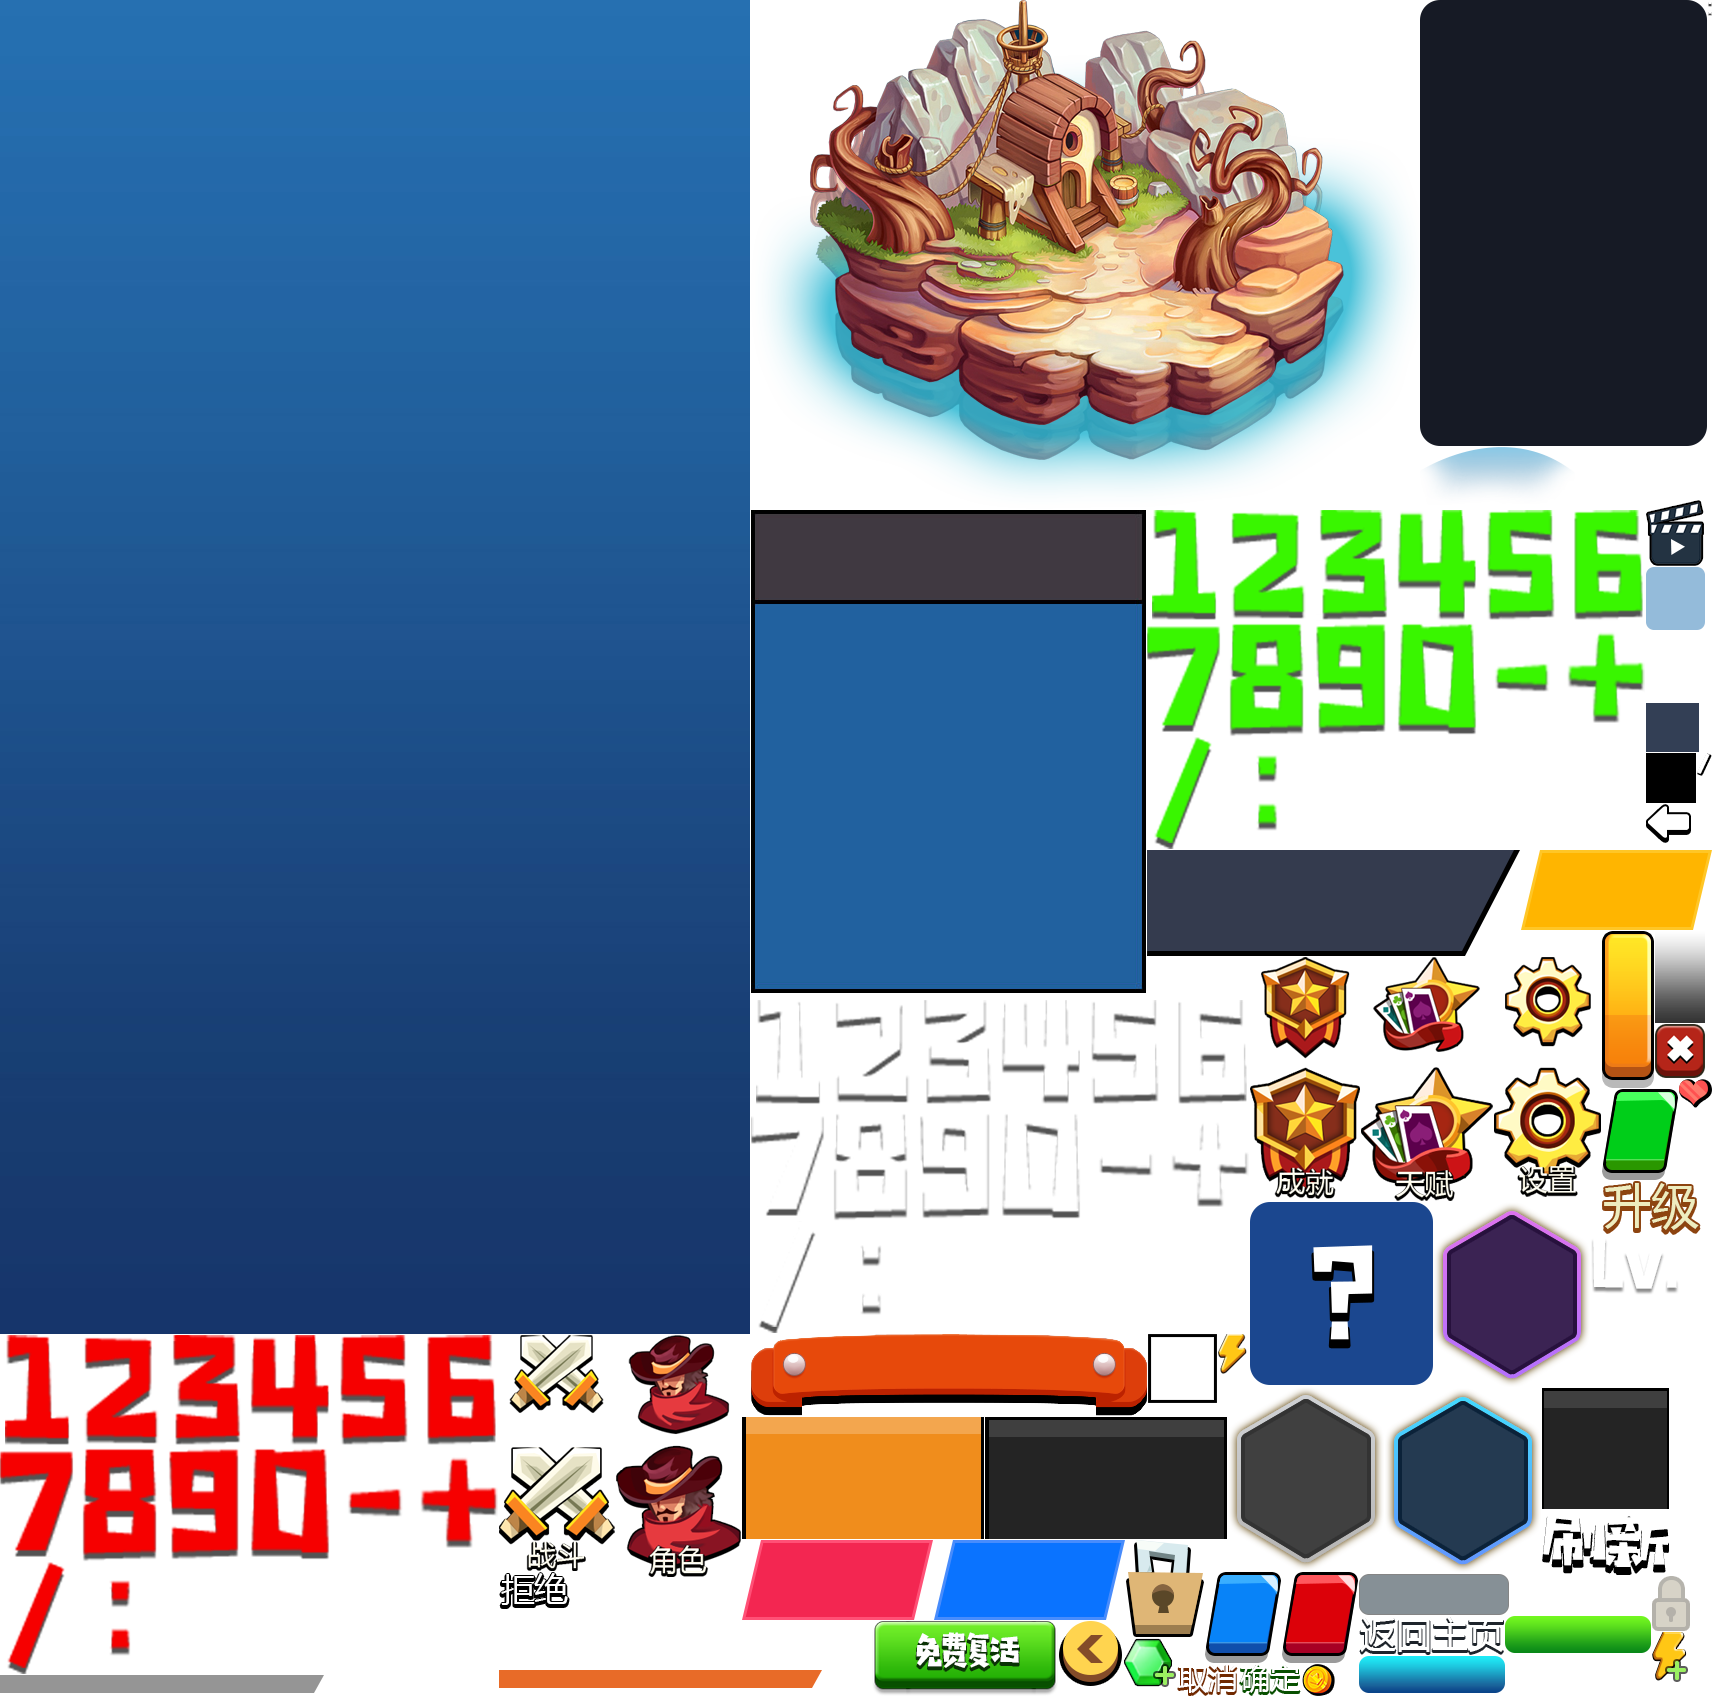 123456
7890-+
/ :
123456
7890-+
/ :
成就
天赋
设置
升级
Lv.
?
123456
7890-+
/ :
战斗
角色
拒绝
刷新
免费复活
返回主页
取消
确定